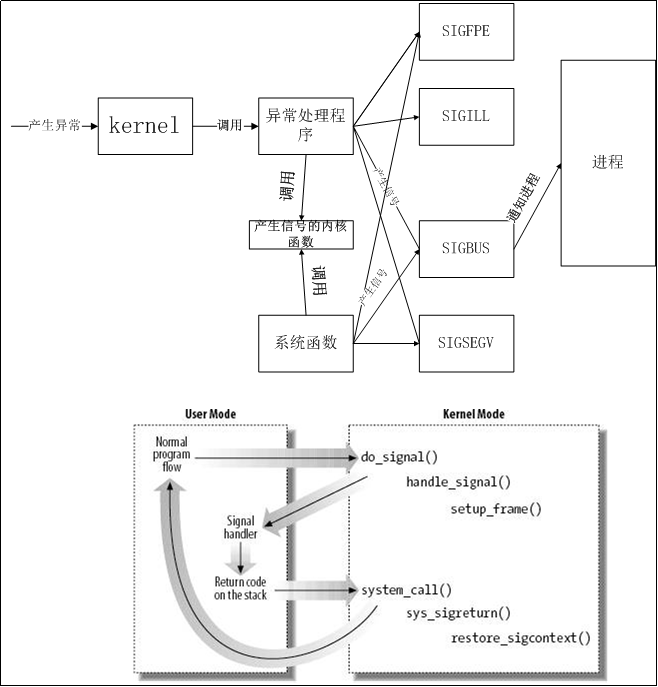 SIGFPE
产生异常
kernel
调用
异常处理程
序
SIGILL
进程
调用
产生信号
通知进程
产生信号的内核
函数
SIGBUS
调用
产生信号
系统函数
SIGSEGV
User Mode
Kernel Mode
Normal
program
flow
do_signal()
handle_signal()
setup_frame()
Signal
handler
Return code
on the stack
system_call()
sys_sigreturn()
restore_sigcontext()